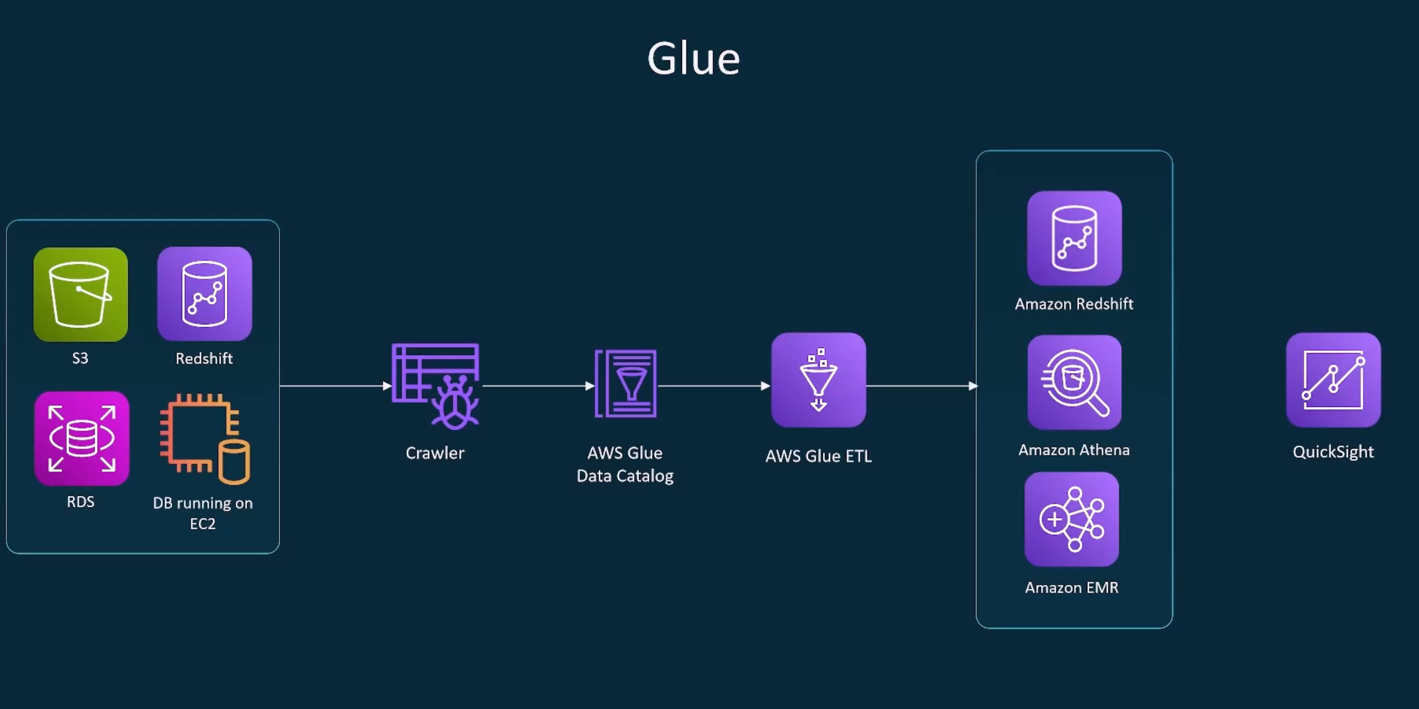 Glue
S3
Redshift
RDS
DB running on
EC2
Crawler
AWS Glue
Data Catalog
AWS Glue ETL
Amazon Redshift
Amazon Athena
Amazon EMR
QuickSight